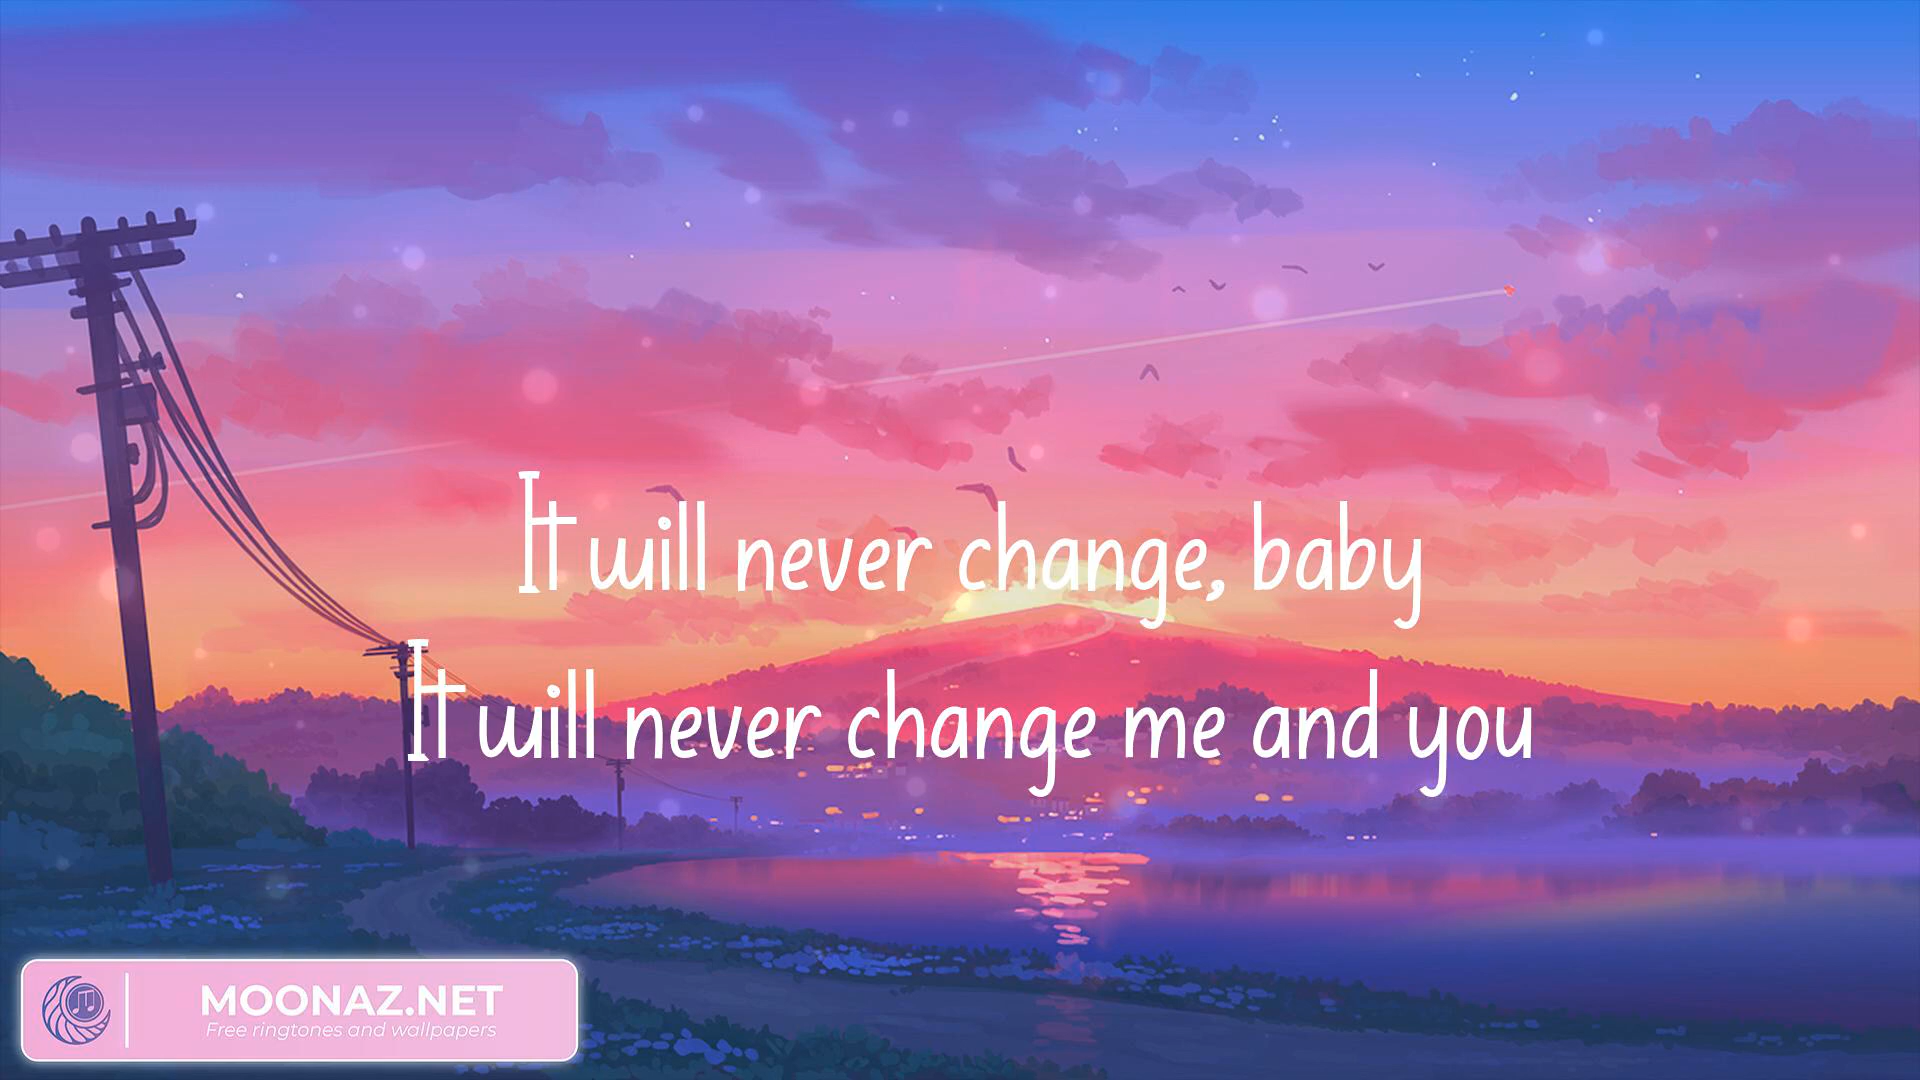 It will never change, baby
It will never change me and you
MOONAZ.NET
Free ringtones and wallpapers